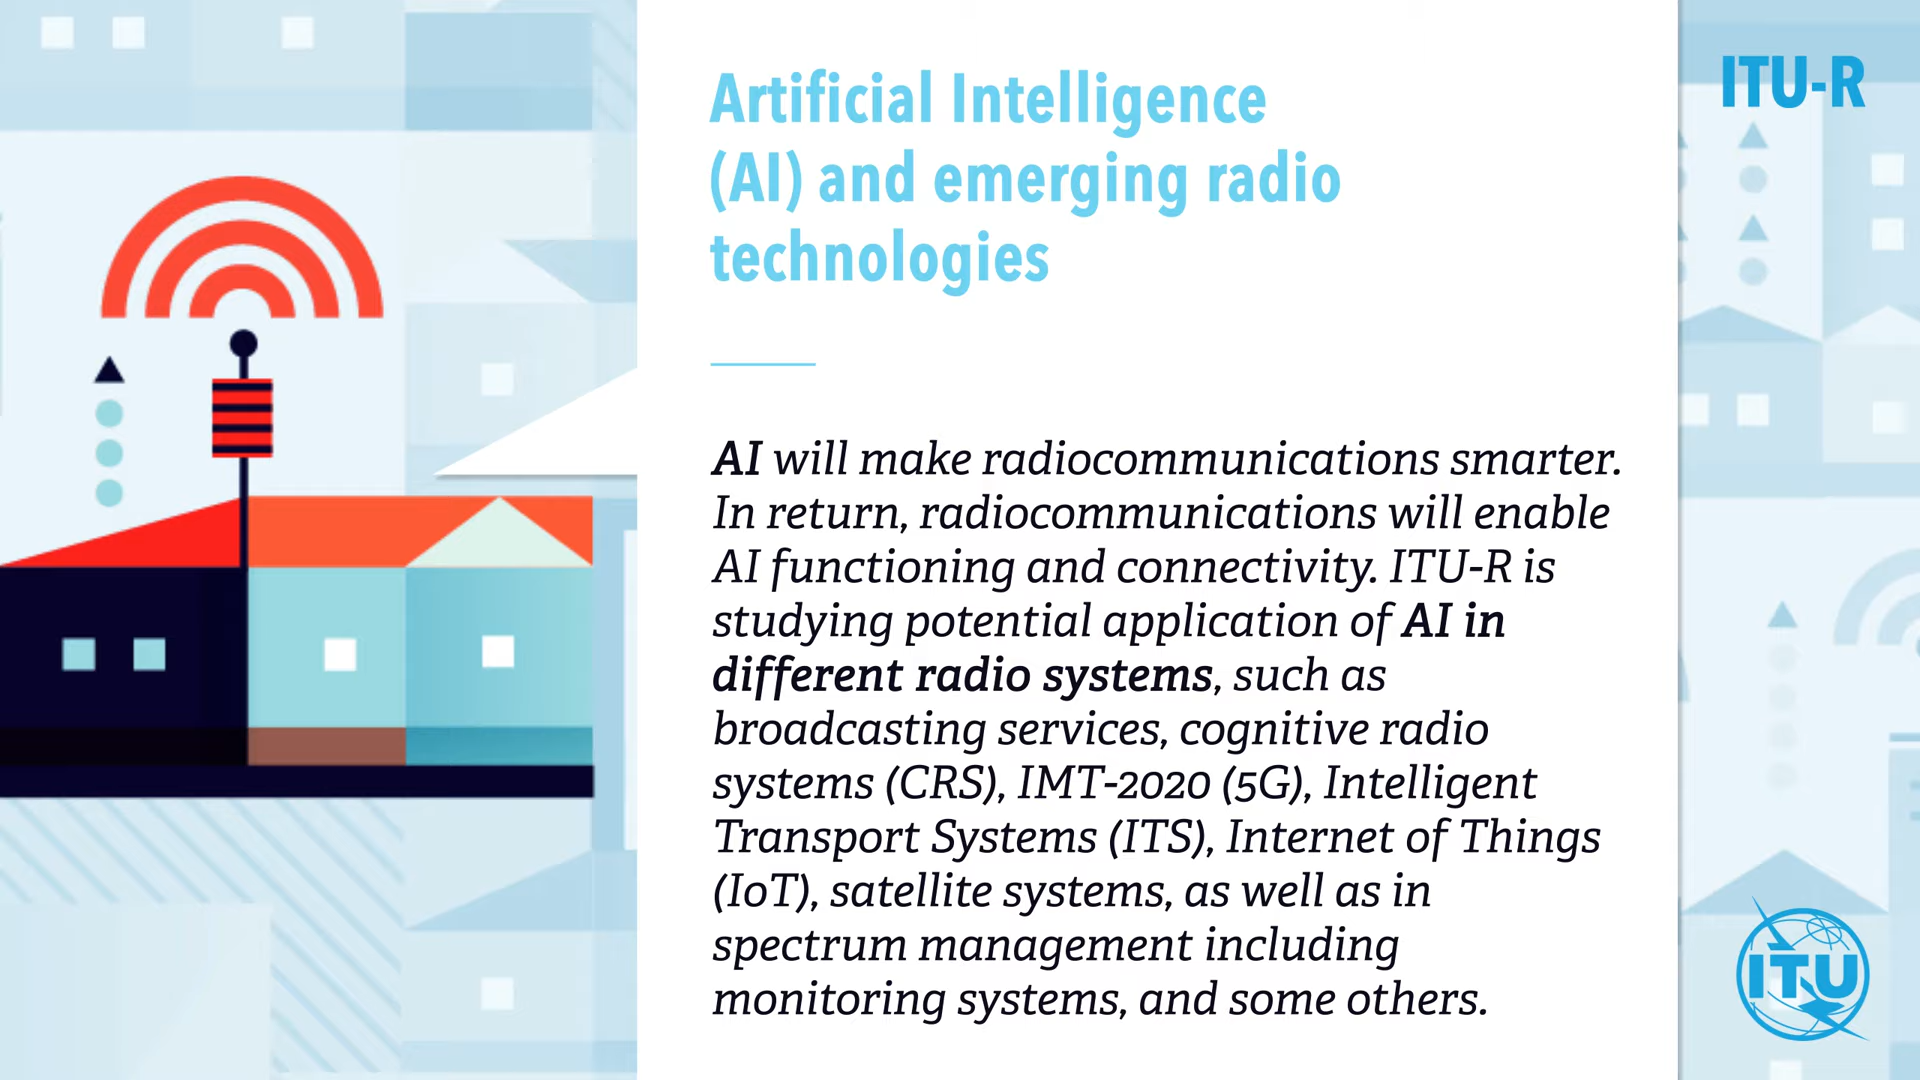 Artificial Intelligence
(AI) and emerging radio
technologies
ITU-R
AI will make radiocommunications smarter.
In return, radiocommunications will enable
AI functioning and connectivity. ITU-R is
studying potential application of AI in
different radio systems, such as
broadcasting services, cognitive radio
systems (CRS), IMT-2020 (5G), Intelligent
Transport Systems (ITS), Internet of Things
(IoT), satellite systems, as well as in
spectrum management including
monitoring systems, and some others.
ITU